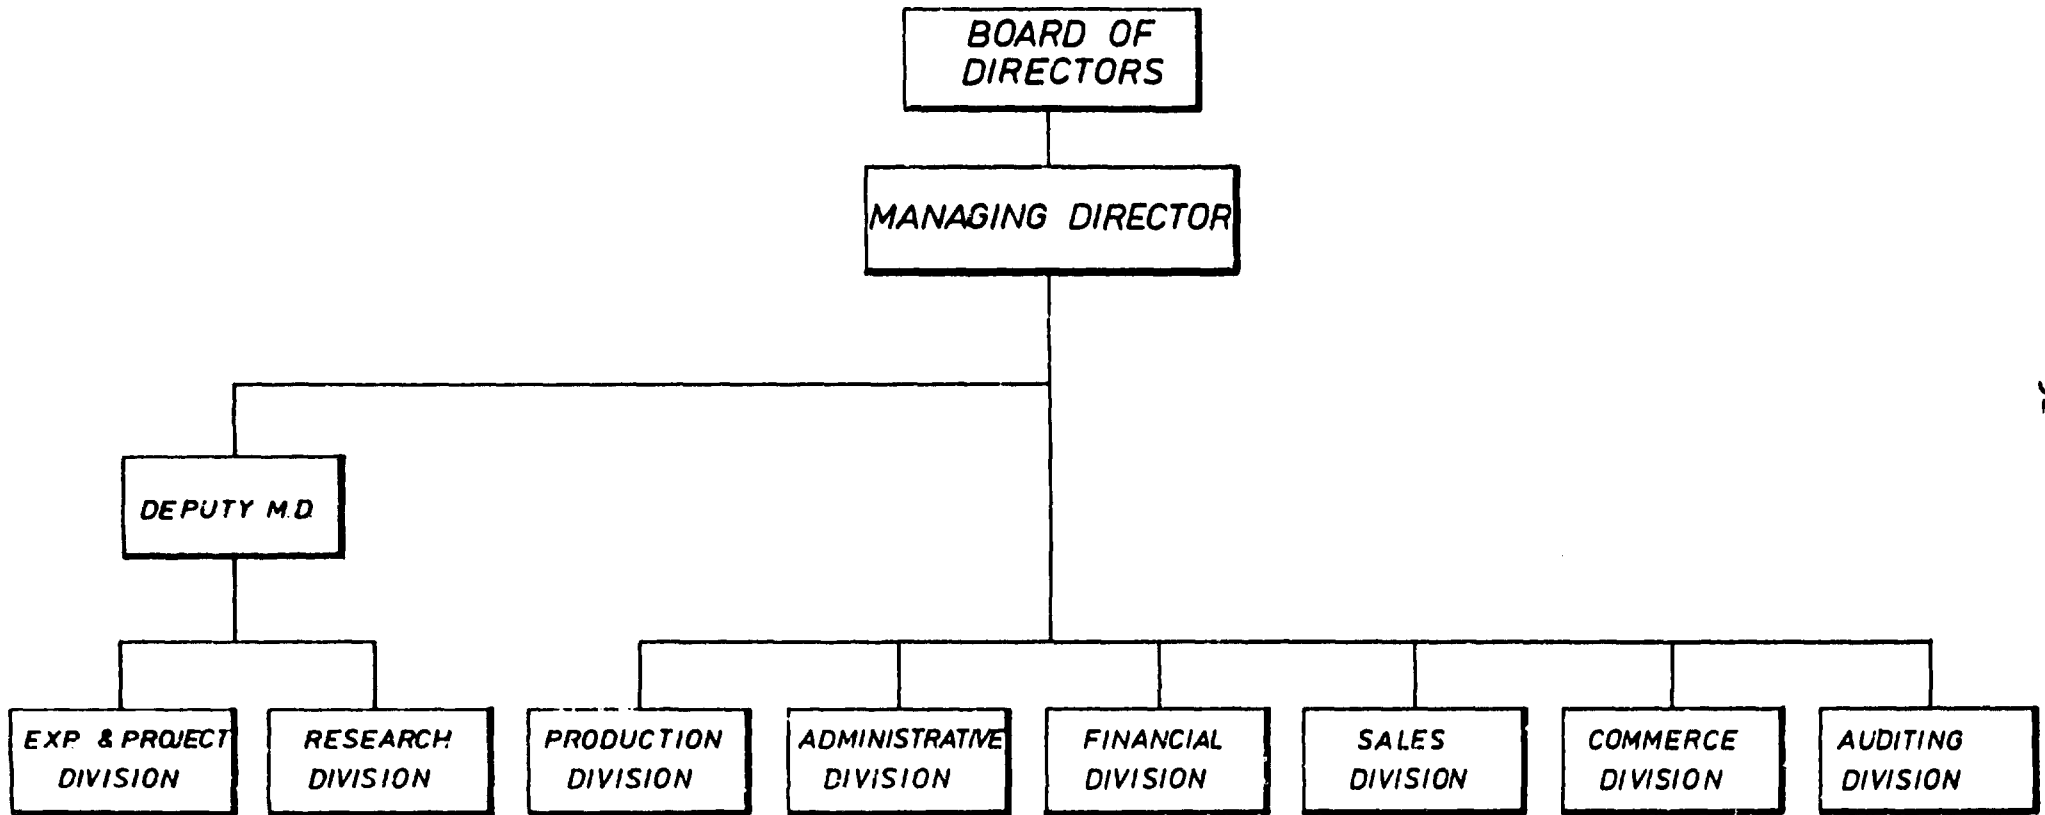 BOARD OF
DIRECTORS
MANAGING DIRECTOR
DEPUTY M.D.
EXP. & PROJECT
DIVISION
RESEARCH
DIVISION
PRODUCTION
DIVISION
ADMINISTRATIVE
DIVISION
FINANCIAL
DIVISION
SALES
DIVISION
COMMERCE
DIVISION
AUDITING
DIVISION